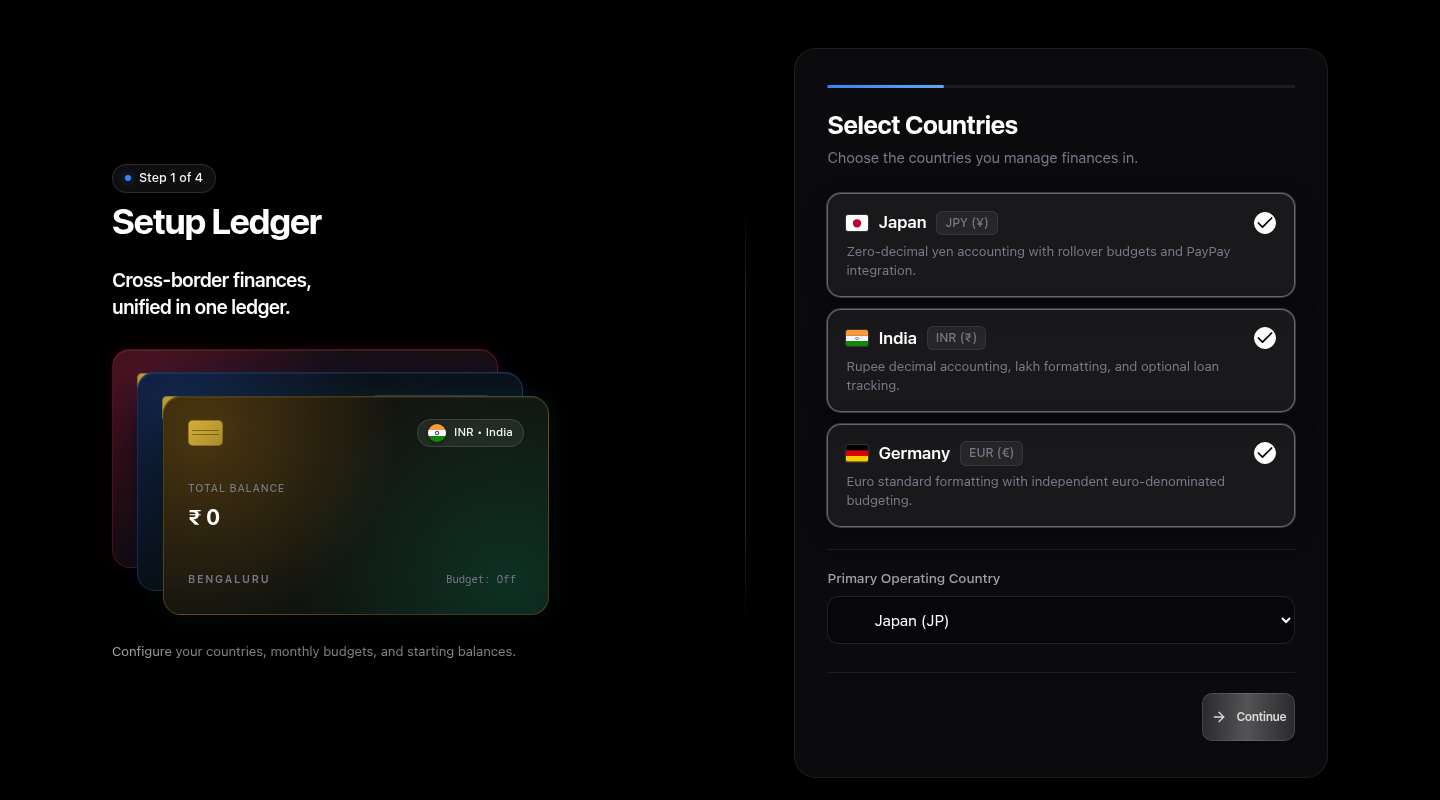 Step 1 of 4
Setup Ledger
Cross-border finances,
unified in one ledger.
INR • India
TOTAL BALANCE
₹ 0
BENGALURU
Budget: Off
Configure your countries, monthly budgets, and starting balances.
Select Countries
Choose the countries you manage finances in.
Japan
JPY (¥)
Zero-decimal yen accounting with rollover budgets and PayPay
integration.
India
INR (₹)
Rupee decimal accounting, lakh formatting, and optional loan
tracking.
Germany
EUR (€)
Euro standard formatting with independent euro-denominated
budgeting.
Primary Operating Country
Japan (JP)
Continue